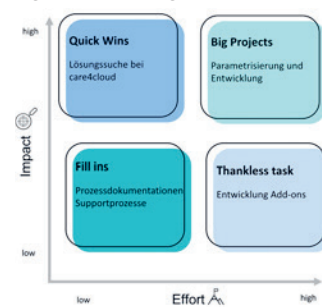 high
Quick Wins
Lösungssuche bei
care4cloud
Big Projects
Parametrisierung und
Entwicklung
Impact
Fill ins
Prozessdokumentationen
Supportprozesse
Thankless task
Entwicklung Add-ons
low
low
Effort
high